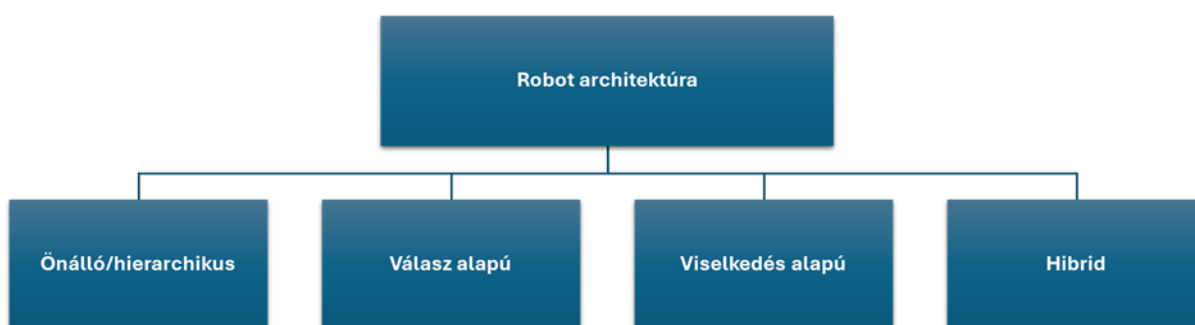 Robot architektúra
Önálló/hierarchikus
Válasz alapú
Viselkedés alapú
Hibrid